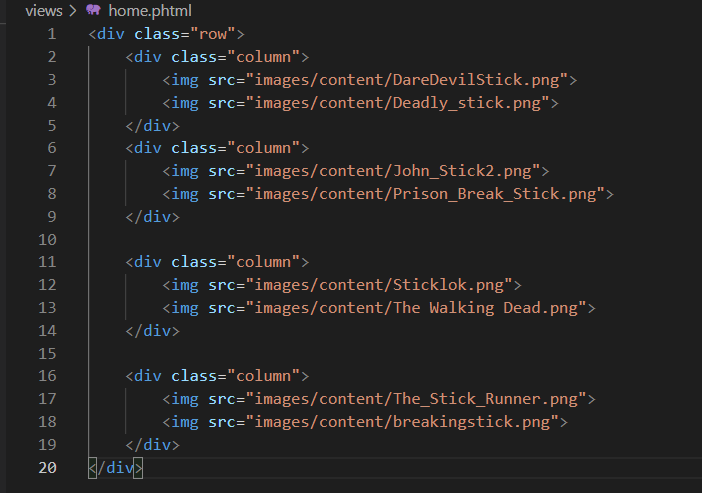 views > home.phtml
1 <div class="row">
2 <div class="column">
3 <img src="images/content/DareDevilStick.png">
4 <img src="images/content/Deadly_stick.png">
5 </div>
6 <div class="column">
7 <img src="images/content/John_Stick2.png">
8 <img src="images/content/Prison_Break_Stick.png">
9 </div>
10
11 <div class="column">
12 <img src="images/content/Sticklok.png">
13 <img src="images/content/The Walking Dead.png">
14 </div>
15
16 <div class="column">
17 <img src="images/content/The_Stick_Runner.png">
18 <img src="images/content/breakingstick.png">
19 </div>
20 </div>